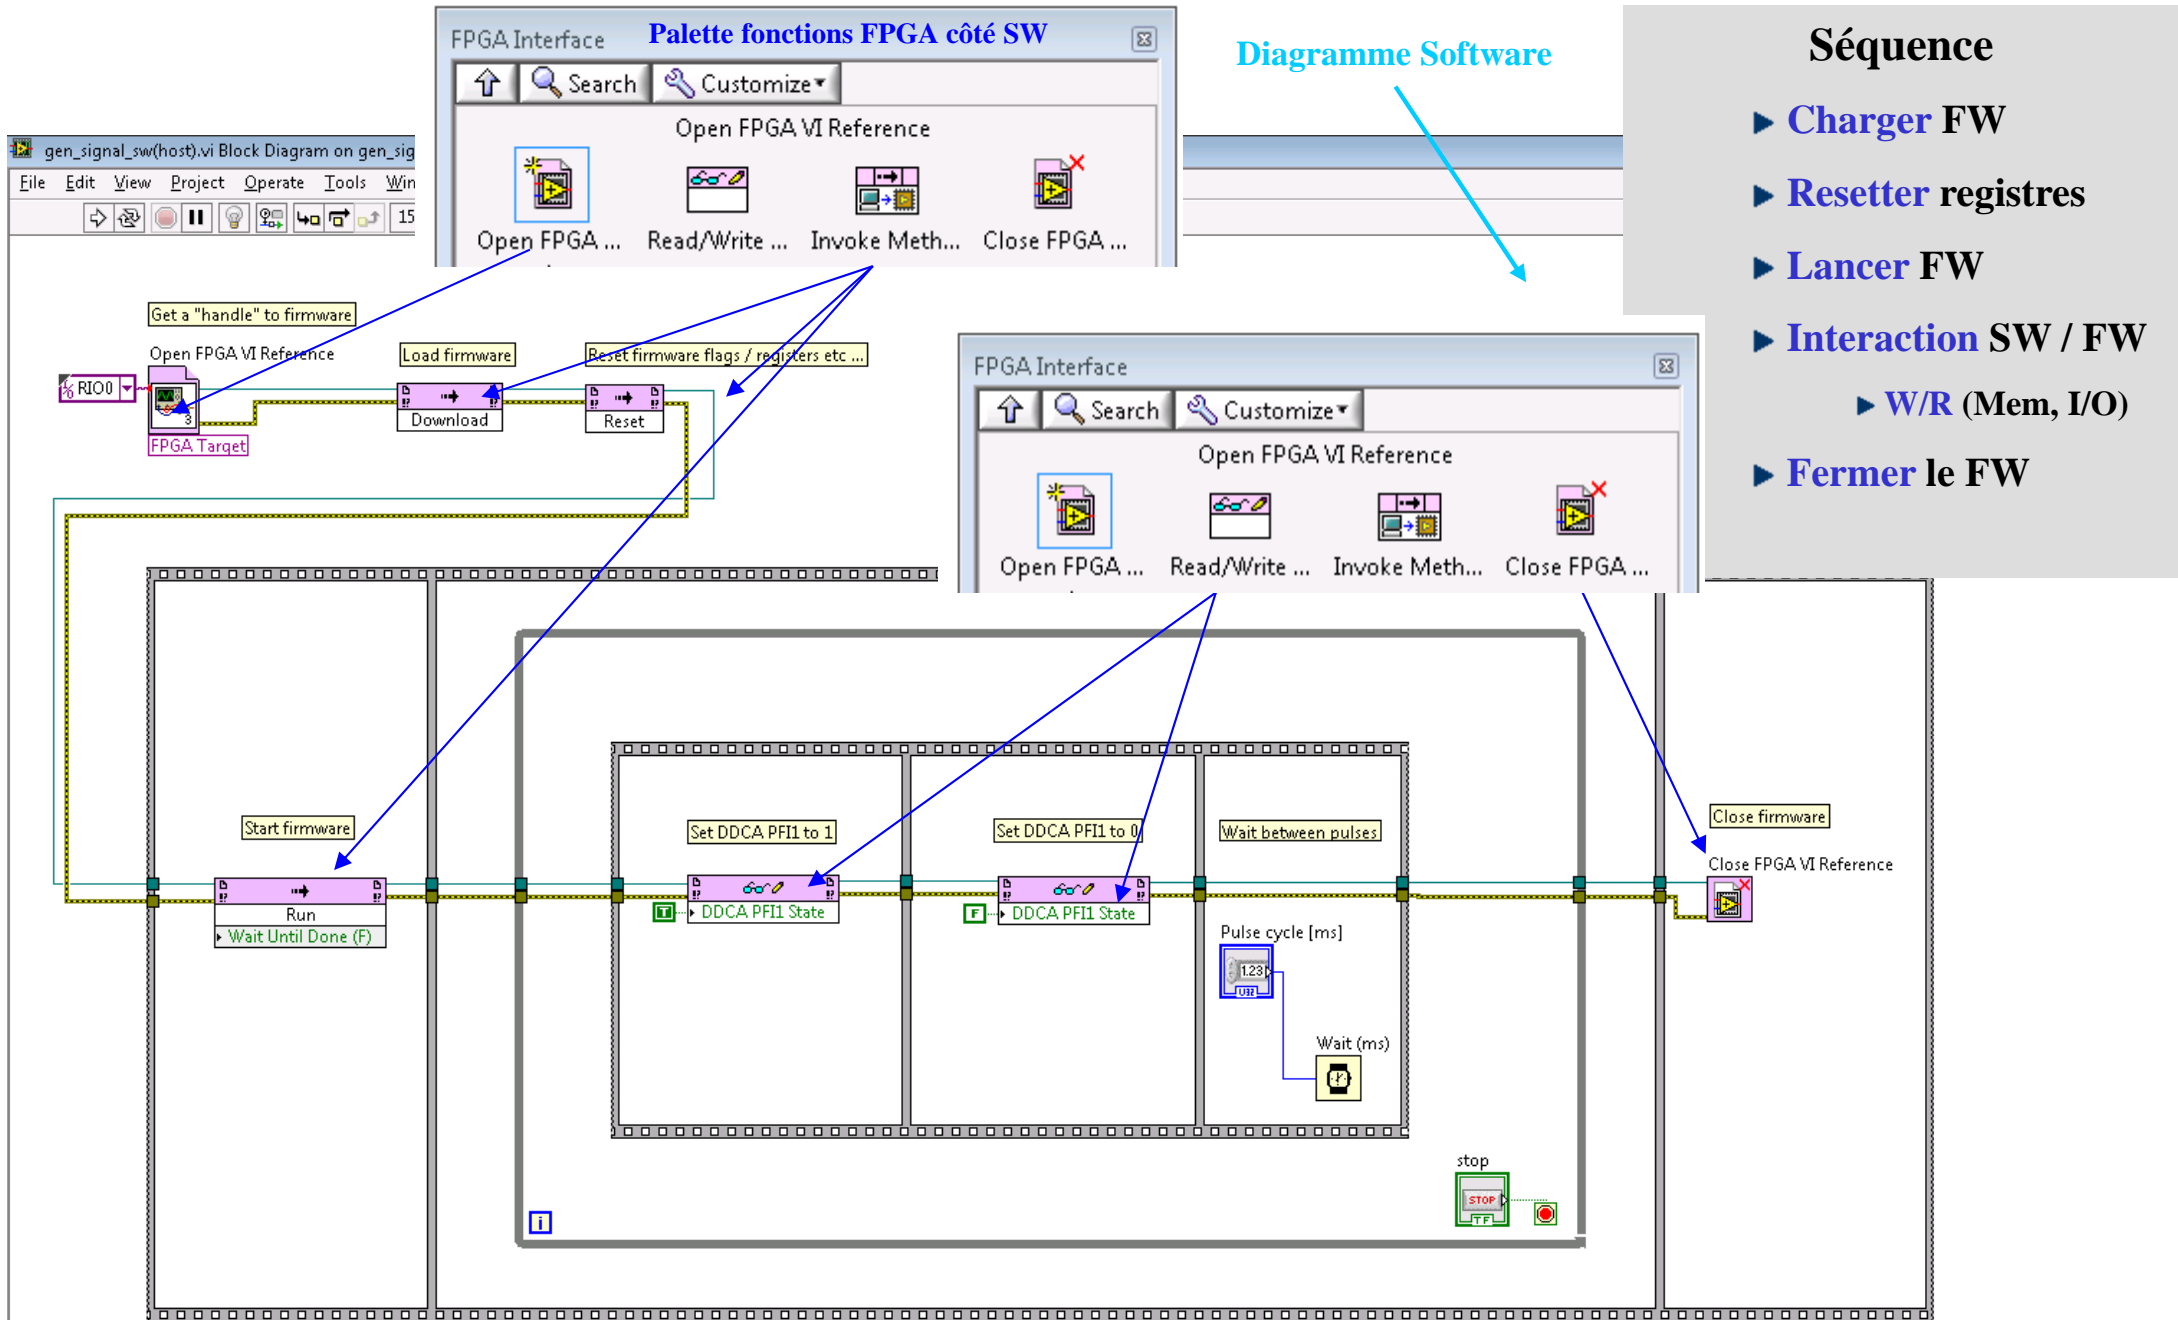 FPGA Interface
Palette fonctions FPGA côté SW
Search
Customize
Open FPGA VI Reference
Open FPGA ...
Read/Write ...
Invoke Meth...
Close FPGA ...
Diagramme Software
Séquence
Charger FW
Resetter registres
Lancer FW
Interaction SW / FW
W/R (Mem, I/O)
Fermer le FW
gen_signal_sw(host).vi Block Diagram on gen_sig
File Edit View Project Operate Tools Win
15
Get a "handle" to firmware
Open FPGA VI Reference
RIO0
3
FPGA Target
Load firmware
Download
Reset firmware flags / registers etc ...
Reset
FPGA Interface
Search
Customize
Open FPGA VI Reference
Open FPGA ...
Read/Write ...
Invoke Meth...
Close FPGA ...
Start firmware
Run
Wait Until Done (F)
Set DDCA PFI1 to 1
T
DDCA PFI1 State
Set DDCA PFI1 to 0
F
DDCA PFI1 State
Wait between pulses
Pulse cycle [ms]
1.23
U32
Wait (ms)
Close firmware
Close FPGA VI Reference
stop
STOP
TF
i